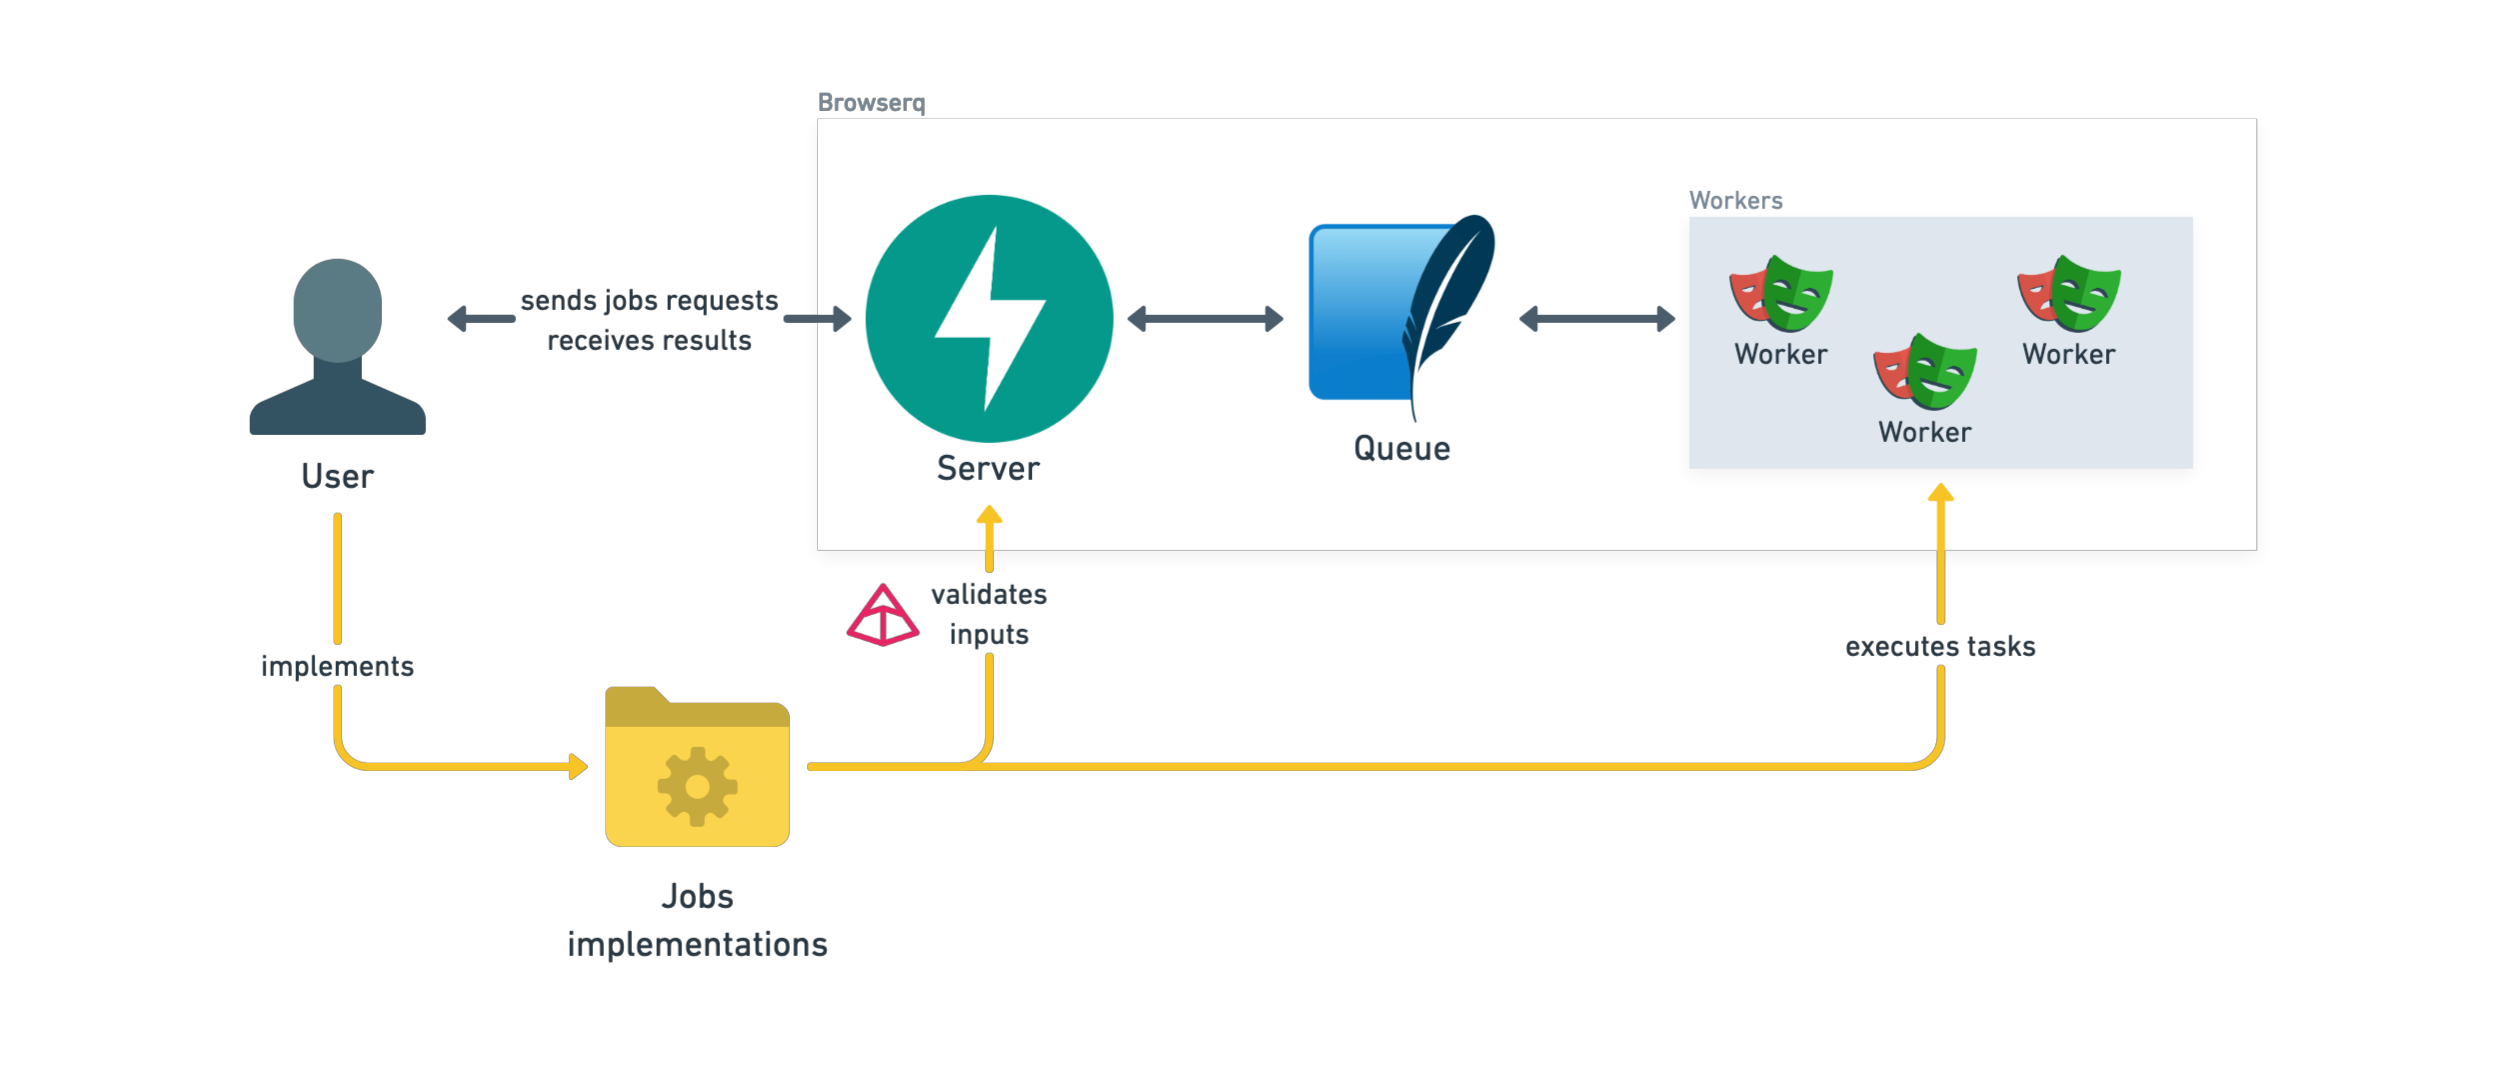 Browserq
Workers
sends jobs requests
receives results
Worker
Worker
Worker
User
Server
Queue
validates
inputs
implements
executes tasks
Jobs
implementations